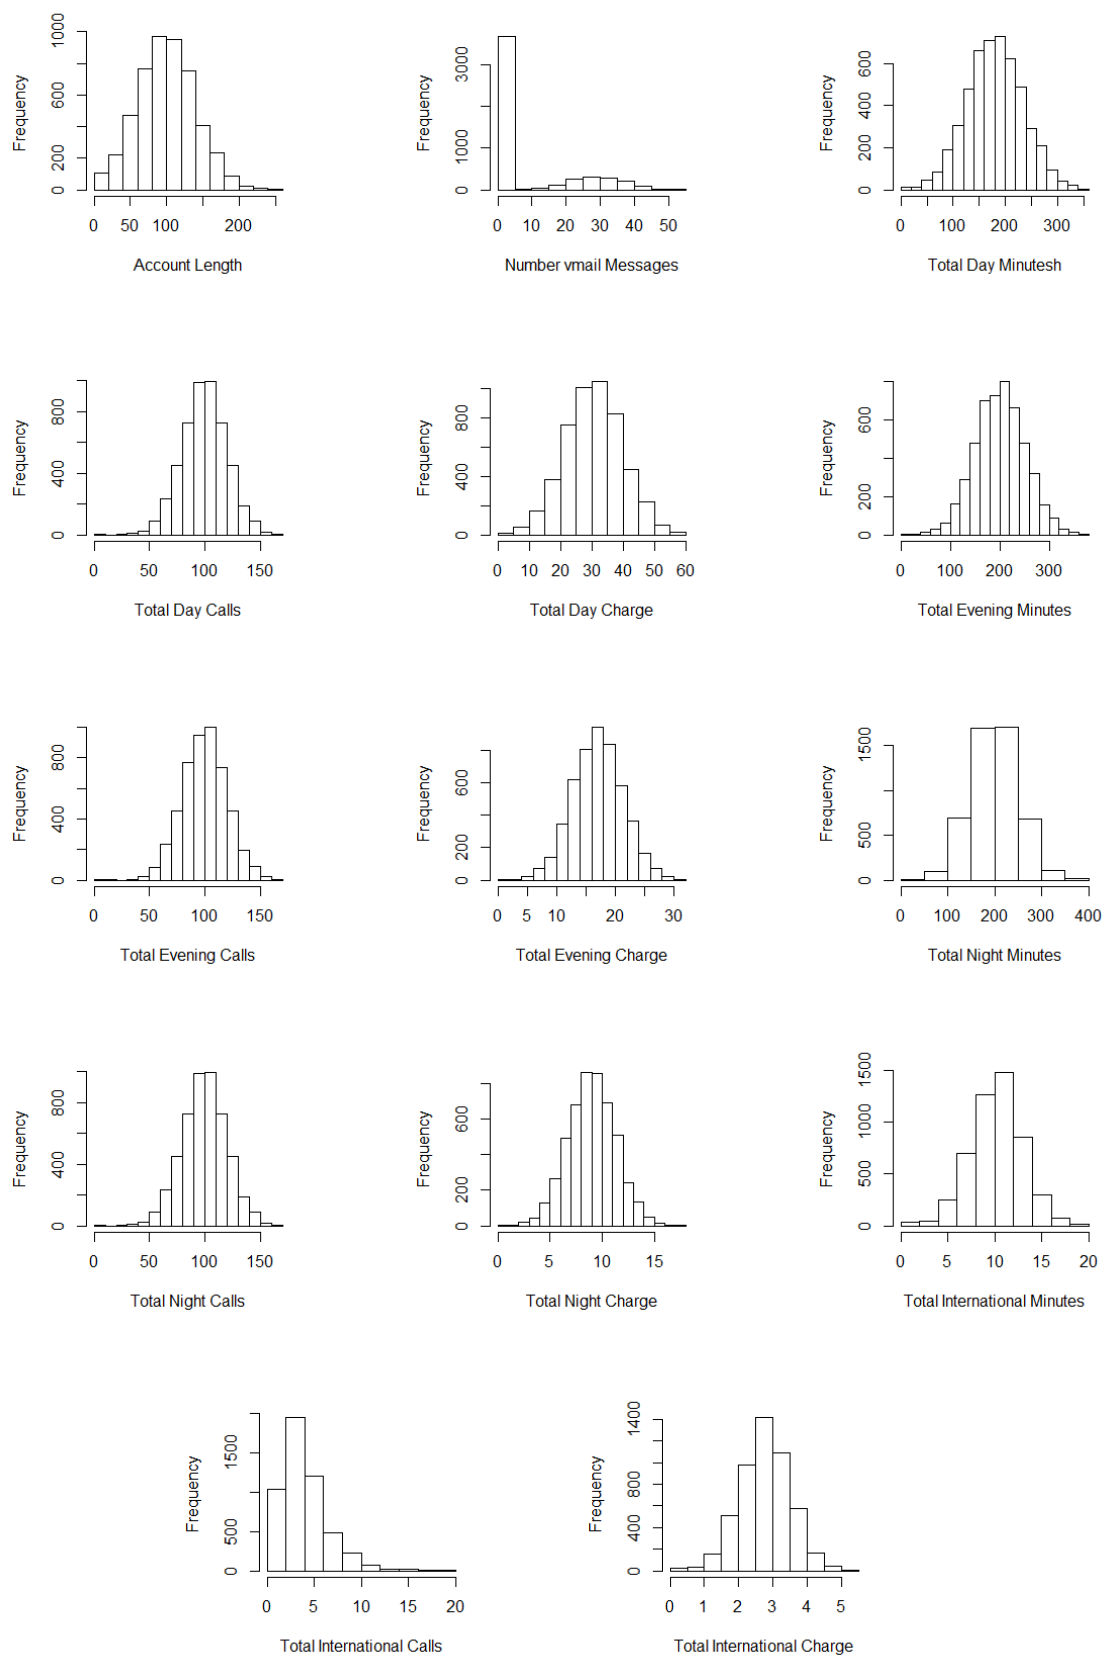 Frequency
0 200 600 1000
0 50 100 200
Account Length
Frequency
0 1000 3000
0 10 20 30 40 50
Number vmail Messages
Frequency
0 200 400 600
0 100 200 300
Total Day Minutesh
Frequency
0 400 800
0 50 100 150
Total Day Calls
Frequency
0 400 800
0 10 20 30 40 50 60
Total Day Charge
Frequency
0 200 600
0 100 200 300
Total Evening Minutes
Frequency
0 400 800
0 50 100 150
Total Evening Calls
Frequency
0 200 600
0 5 10 20 30
Total Evening Charge
Frequency
0 500 1500
0 100 200 300 400
Total Night Minutes
Frequency
0 400 800
0 50 100 150
Total Night Calls
Frequency
0 200 600
0 5 10 15
Total Night Charge
Frequency
0 500 1000 1500
0 5 10 15 20
Total International Minutes
Frequency
0 500 1500
0 5 10 15 20
Total International Calls
Frequency
0 400 800 1400
0 1 2 3 4 5
Total International Charge